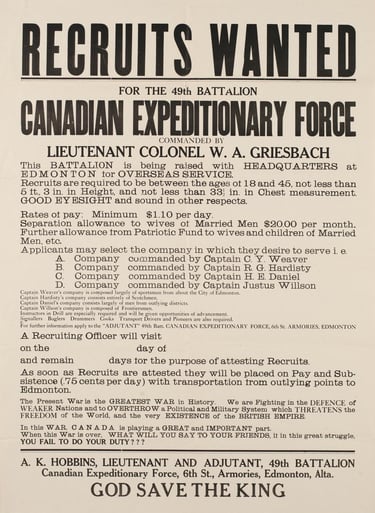 RECRUITS WANTED
FOR THE 49th BATTALION
CANADIAN EXPEDITIONARY FORCE
COMMANDED BY
LIEUTENANT COLONEL W. A. GRIESBACH
This BATTALION is being raised with HEADQUARTERS at
EDMONTON for OVERSEAS SERVICE.
Recruits are required to be between the ages of 18 and 45, not less than
5 ft., 3 in. in Height, and not less than 33½ in. in Chest measurement.
GOOD EYESIGHT and sound in other respects.
Rates of pay: Minimum $1.10 per day.
Separation allowance to wives of Married Men $20.00 per month.
Further allowance from Patriotic Fund to wives and children of Married
Men, etc.
Applicants may select the company in which they desire to serve i. e.
A. Company commanded by Captain C. Y. Weaver
B. Company commanded by Captain R. G. Hardisty
C. Company commanded by Captain H. E. Daniel
D. Company commanded by Captain Justus Willson
Captain Weaver's company is composed largely of sportsmen from about the City of Edmonton.
Captain Hardisty's company consists entirely of Scotchmen.
Captain Daniel's company consists largely of men from outlying districts.
Captain Willson's company is composed of Frontiersmen.
Instructors in Drill are especially required and will be given opportunities of advancement.
Signallers Buglers Drummers Cooks Transport Drivers and Pioneers are also required.
For further information apply to the "ADJUTANT" 49th Batt. CANADIAN EXPEDITIONARY FORCE, 6th St. ARMORIES, EDMONTON
A Recruiting Officer will visit
on the day of
and remain days for the purpose of attesting Recruits.
As soon as Recruits are attested they will be placed on Pay and Sub-
sistence (75 cents per day) with transportation from outlying points to
Edmonton.
The Present War is the GREATEST WAR in History. We are Fighting in the DEFENCE of
WEAKER Nations and to OVERTHROW a Political and Military System which THREATENS the
FREEDOM of the World, and the very EXISTENCE of the BRITISH EMPIRE.
In this WAR, CANADA is playing a GREAT and IMPORTANT part.
When this War is over, WHAT WILL YOU SAY TO YOUR FRIENDS, if in this great struggle,
YOU FAIL TO DO YOUR DUTY???
A. K. HOBBINS, LIEUTENANT AND ADJUTANT, 49th BATTALION
Canadian Expeditionary Force, 6th St., Armories, Edmonton, Alta.
GOD SAVE THE KING